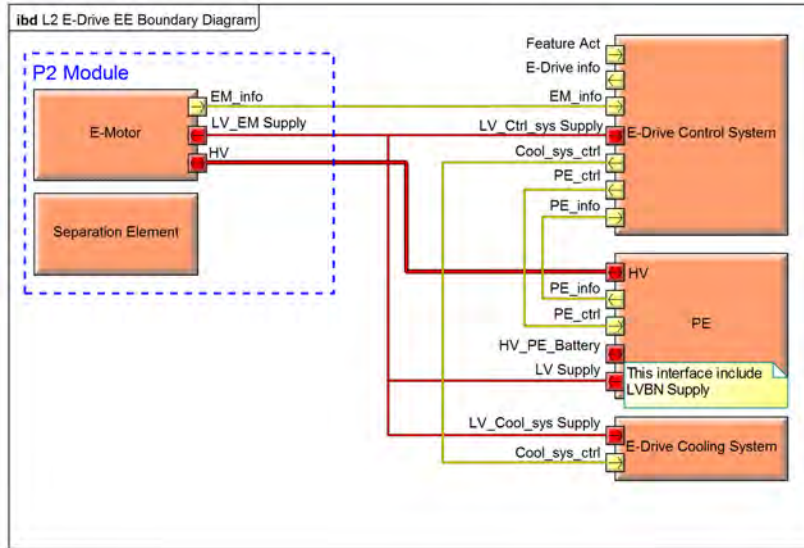 ibd L2 E-Drive EE Boundary Diagram
P2 Module
E-Motor
EM_info
LV_EM Supply
HV
Separation Element
Feature Act
E-Drive info
EM_info
LV_Ctrl_sys Supply
Cool_sys_ctrl
PE_ctrl
PE_info
E-Drive Control System
HV
PE_info
PE_ctrl
HV_PE_Battery
LV Supply
PE
This interface include
LVBN Supply
LV_Cool_sys Supply
Cool_sys_ctrl
E-Drive Cooling System